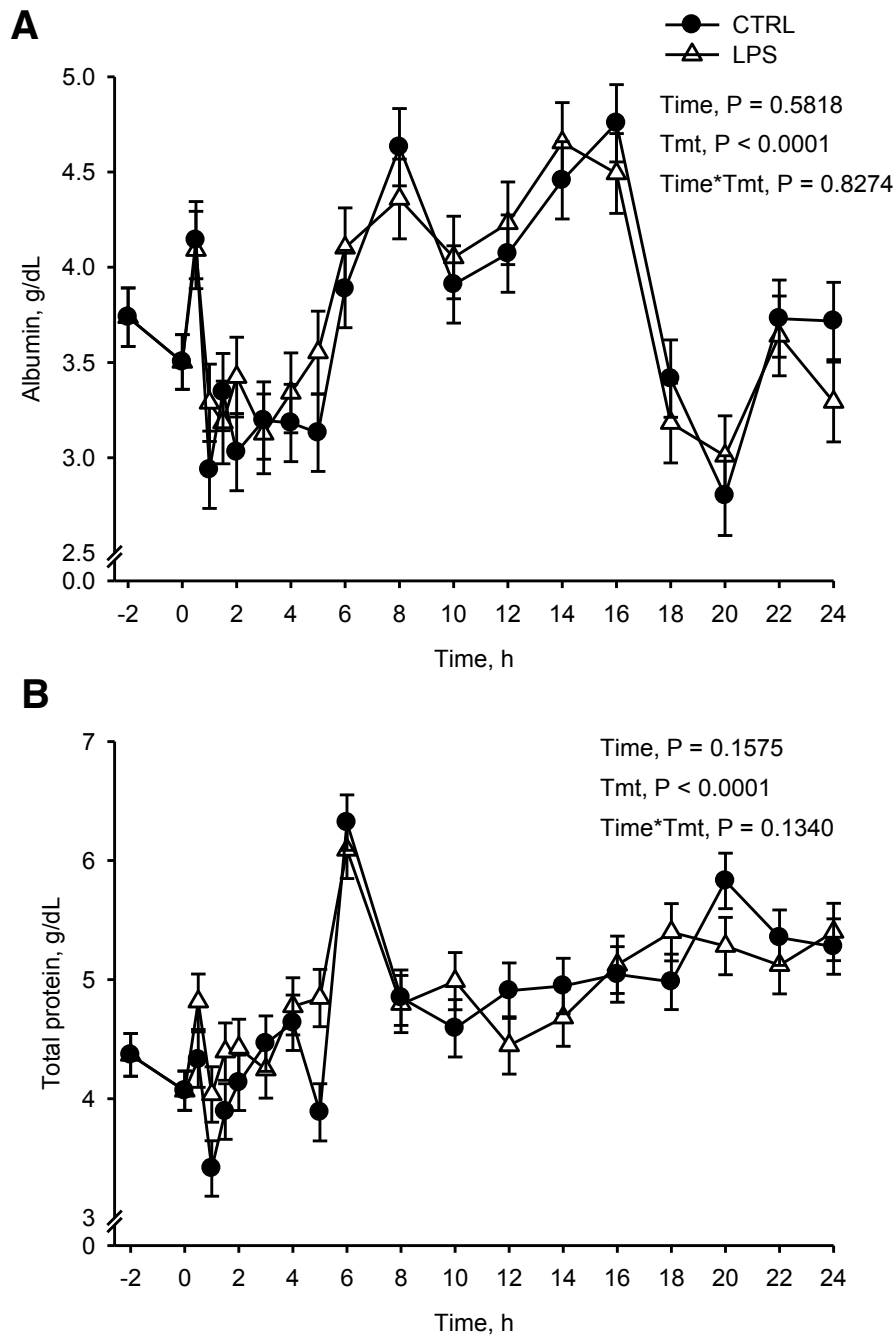 A
CTRL
LPS
Time, P = 0.5818
Tmt, P < 0.0001
Time*Tmt, P = 0.8274
5.0
4.5
4.0
3.5
3.0
2.5
0.0
Albumin, g/dL
-2 0 2 4 6 8 10 12 14 16 18 20 22 24
Time, h
B
Time, P = 0.1575
Tmt, P < 0.0001
Time*Tmt, P = 0.1340
7
6
5
4
3
0
Total protein, g/dL
-2 0 2 4 6 8 10 12 14 16 18 20 22 24
Time, h